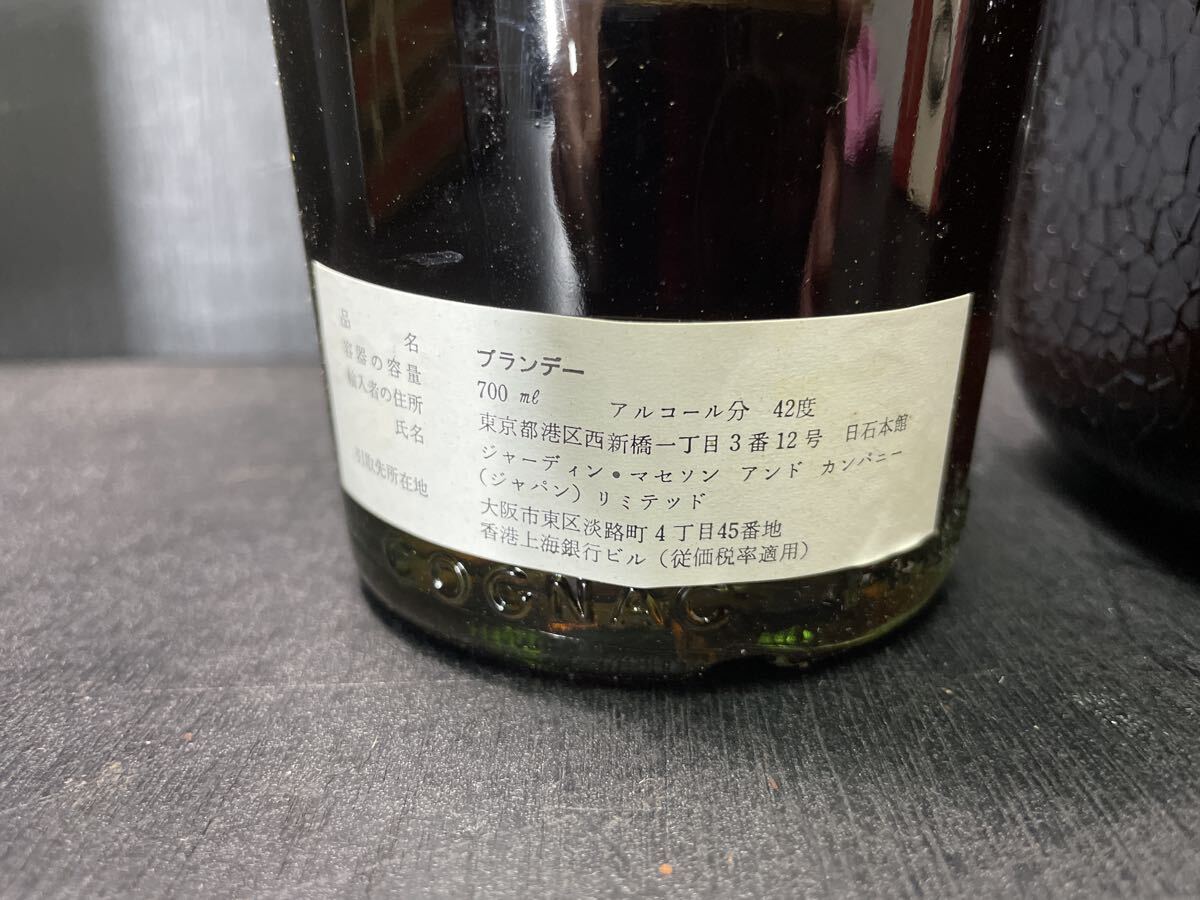 品名 ブランデー
容器の容量 700 ml アルコール分 42度
輸入者の住所 東京都港区西新橋一丁目3番12号 日石本館
氏名 ジャーディン・マセソン アンド カンパニー
(ジャパン) リミテッド
引取先所在地 大阪市東区淡路町4丁目45番地
香港上海銀行ビル (従価税率適用)
COGNAC